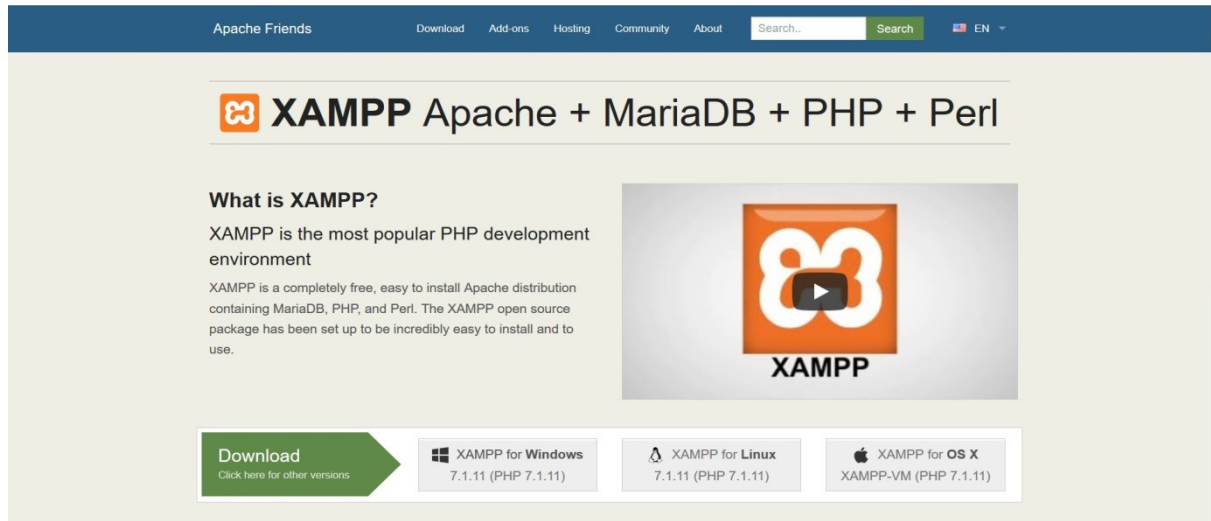 Apache Friends Download Add-ons Hosting Community About Search.. Search EN
XAMPP Apache + MariaDB + PHP + Perl
What is XAMPP?
XAMPP is the most popular PHP development
environment
XAMPP is a completely free, easy to install Apache distribution
containing MariaDB, PHP, and Perl. The XAMPP open source
package has been set up to be incredibly easy to install and to
use.
XAMPP
Download
Click here for other versions
XAMPP for Windows
7.1.11 (PHP 7.1.11)
XAMPP for Linux
7.1.11 (PHP 7.1.11)
XAMPP for OS X
XAMPP-VM (PHP 7.1.11)